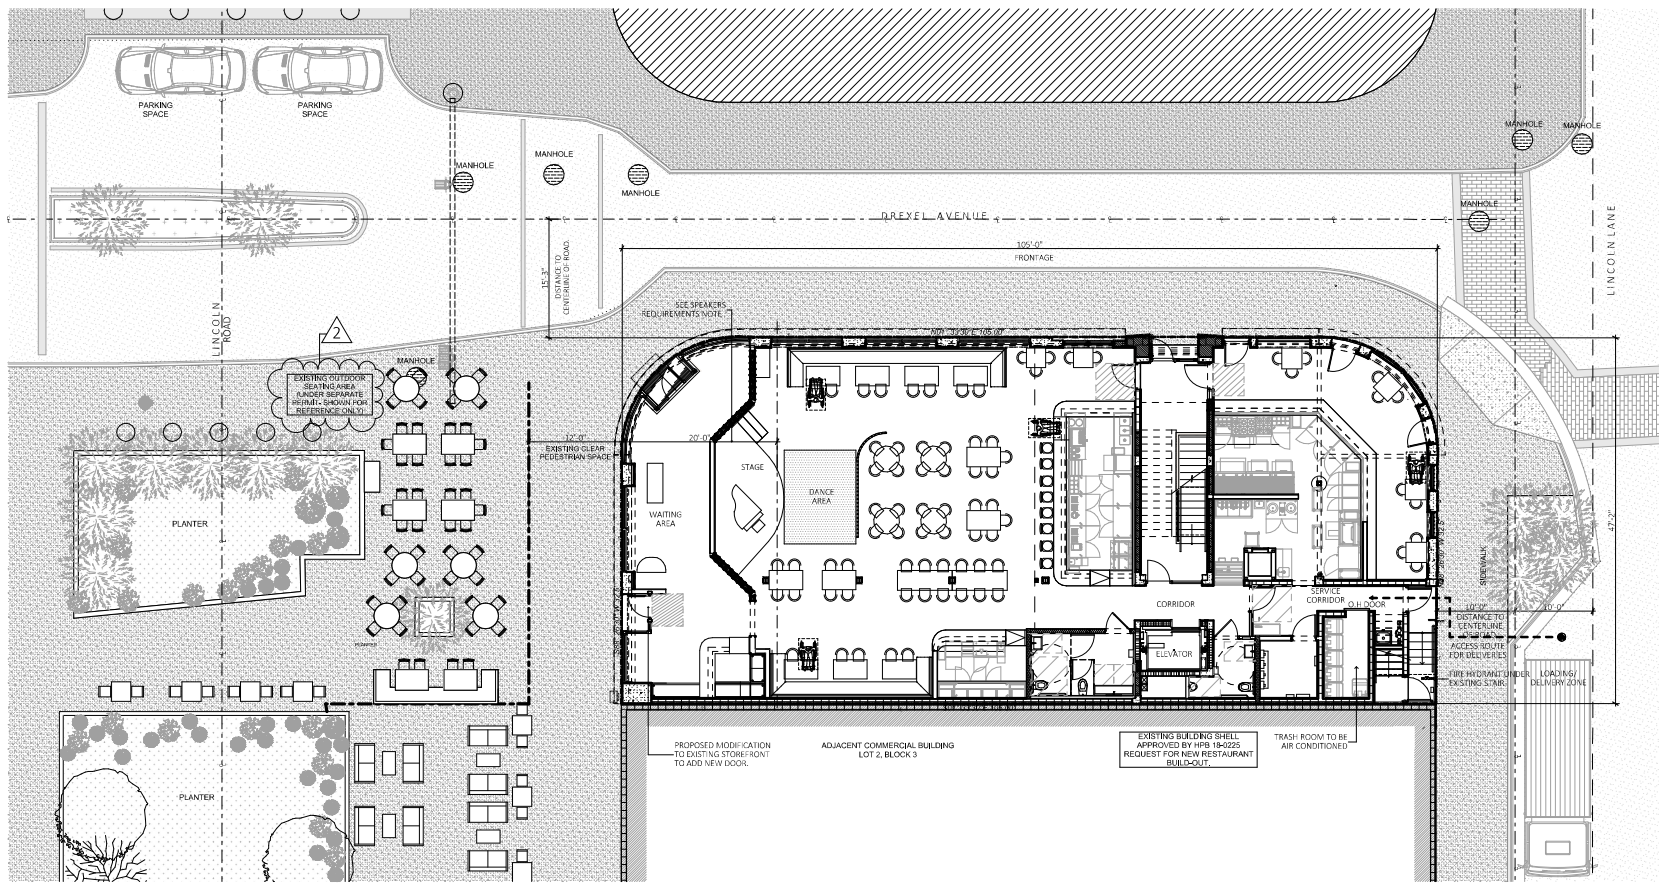 PARKING
SPACE
PARKING
SPACE
MANHOLE
MANHOLE
MANHOLE
MANHOLE
MANHOLE
MANHOLE
DREXEL AVENUE
LINCOLN LANE
105'-0"
FRONTAGE
15'-3"
DISTANCE TO
CENTERLINE OF ROAD.
LINCOLN
ROAD
2
SEE SPEAKERS
REQUIREMENTS NOTE.
MANHOLE
EXISTING OUTDOOR
SEATING AREA
(UNDER SEPARATE
PERMIT- SHOWN FOR
REFERENCE ONLY)
12'-0"
EXISTING CLEAR
PEDESTRIAN SPACE
20'-0"
STAGE
DANCE
AREA
WAITING
AREA
PLANTER
47'-2"
SIDEWALK
CORRIDOR
SERVICE
CORRIDOR
O.H DOOR
ELEVATOR
10'-0"
10'-0"
DISTANCE TO
CENTERLINE
OF ROAD.
ACCESS ROUTE
FOR DELIVERIES
FIRE HYDRANT UNDER
EXISTING STAIR.
LOADING/
DELIVERY ZONE
PLANTER
PROPOSED MODIFICATION
TO EXISTING STOREFRONT
TO ADD NEW DOOR.
ADJACENT COMMERCIAL BUILDING
LOT 2, BLOCK 3
EXISTING BUILDING SHELL
APPROVED BY HPB 18-0225
REQUEST FOR NEW RESTAURANT
BUILD-OUT.
TRASH ROOM TO BE
AIR CONDITIONED
PLANTER